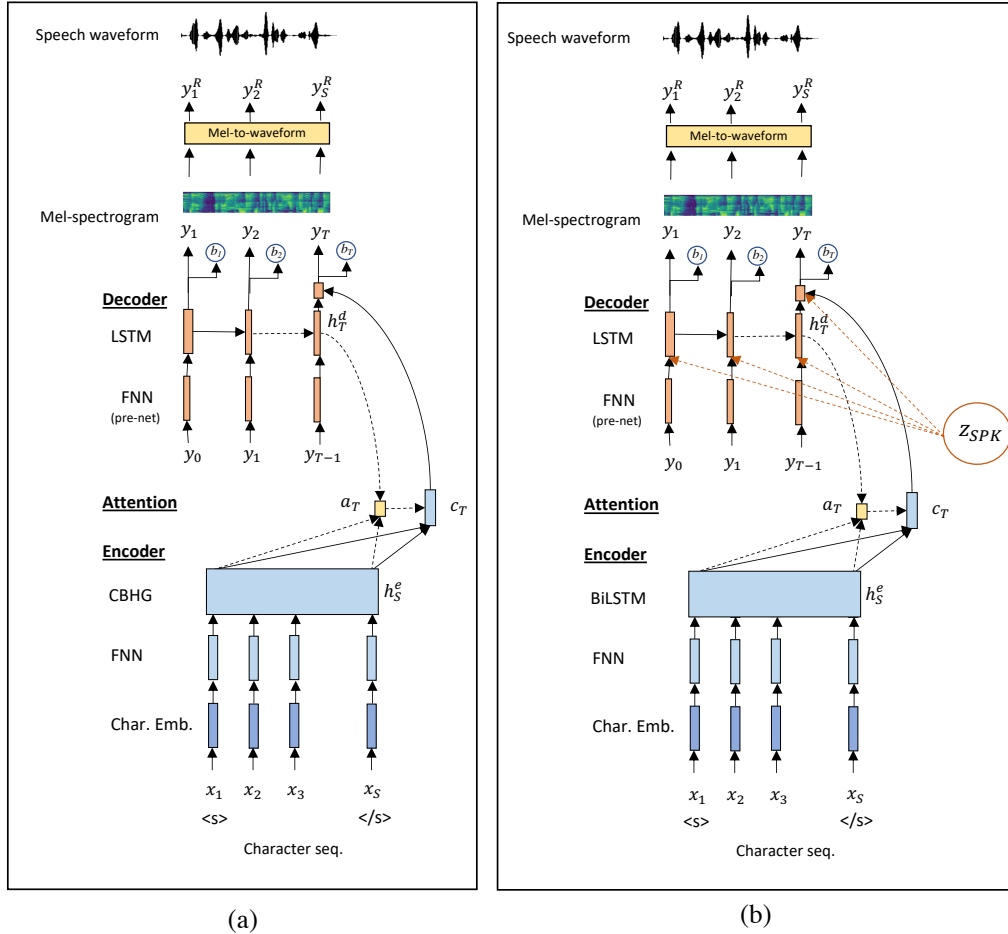 Speech waveform
y_1^R y_2^R y_S^R
Mel-to-waveform
Mel-spectrogram
y_1 y_2 y_T
b_1 b_2 b_T
Decoder
h_T^d
LSTM
FNN
(pre-net)
y_0 y_1 y_{T-1}
Attention
a_T c_T
Encoder
CBHG
h_S^e
FNN
Char. Emb.
x_1 x_2 x_3 x_S
<s> </s>
Character seq.
(a)
Speech waveform
y_1^R y_2^R y_S^R
Mel-to-waveform
Mel-spectrogram
y_1 y_2 y_T
b_1 b_2 b_T
Decoder
h_T^d
LSTM
FNN
(pre-net)
z_{SPK}
y_0 y_1 y_{T-1}
Attention
a_T c_T
Encoder
BiLSTM
h_S^e
FNN
Char. Emb.
x_1 x_2 x_3 x_S
<s> </s>
Character seq.
(b)